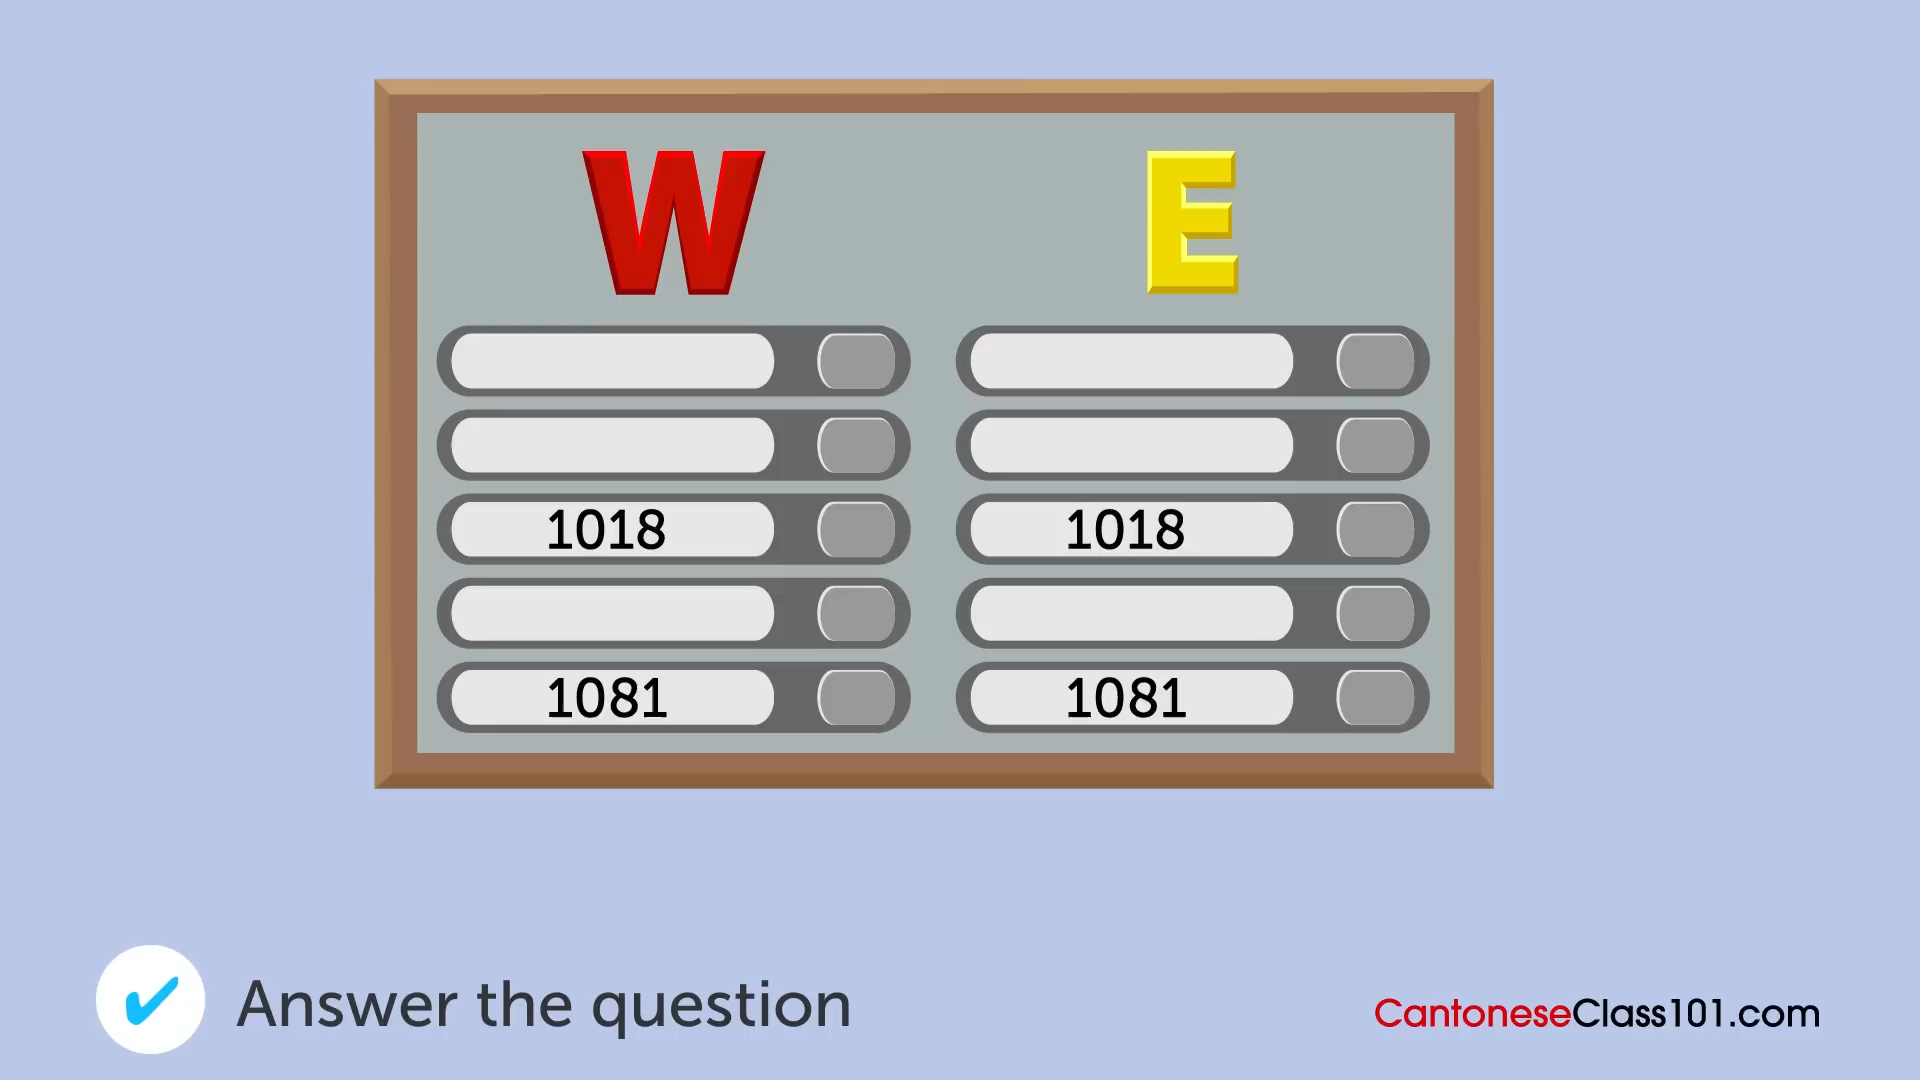 W E
1018 1018
1081 1081
✔ Answer the question
CantoneseClass101.com